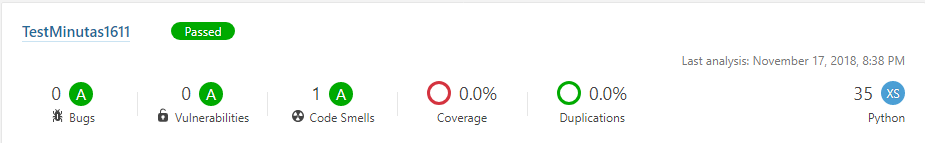 TestMinutas1611 Passed
Last analysis: November 17, 2018, 8:38 PM
0 A 0 A 1 A 0.0% 0.0% 35 XS
Bugs Vulnerabilities Code Smells Coverage Duplications Python